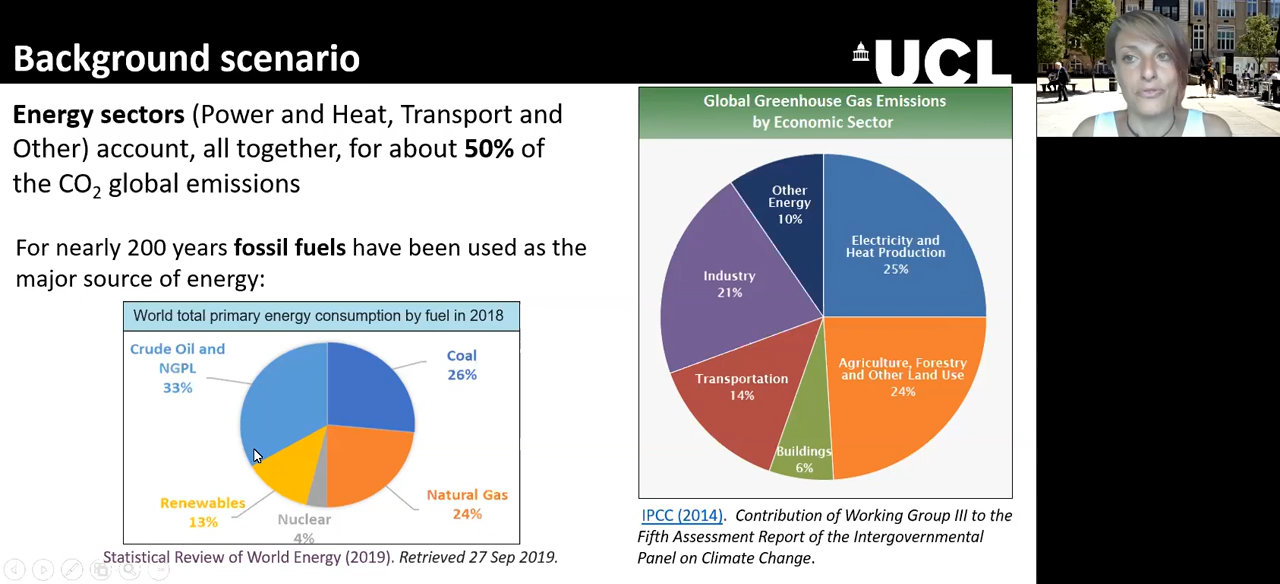 Background scenario
UCL
Energy sectors (Power and Heat, Transport and
Other) account, all together, for about 50% of
the CO₂ global emissions
For nearly 200 years fossil fuels have been used as the
major source of energy:
World total primary energy consumption by fuel in 2018
Crude Oil and
NGPL
33%
Coal
26%
Renewables
13%
Nuclear
4%
Natural Gas
24%
Statistical Review of World Energy (2019). Retrieved 27 Sep 2019.
Global Greenhouse Gas Emissions
by Economic Sector
Other
Energy
10%
Electricity and
Heat Production
25%
Industry
21%
Transportation
14%
Agriculture, Forestry
and Other Land Use
24%
Buildings
6%
IPCC (2014). Contribution of Working Group III to the
Fifth Assessment Report of the Intergovernmental
Panel on Climate Change.